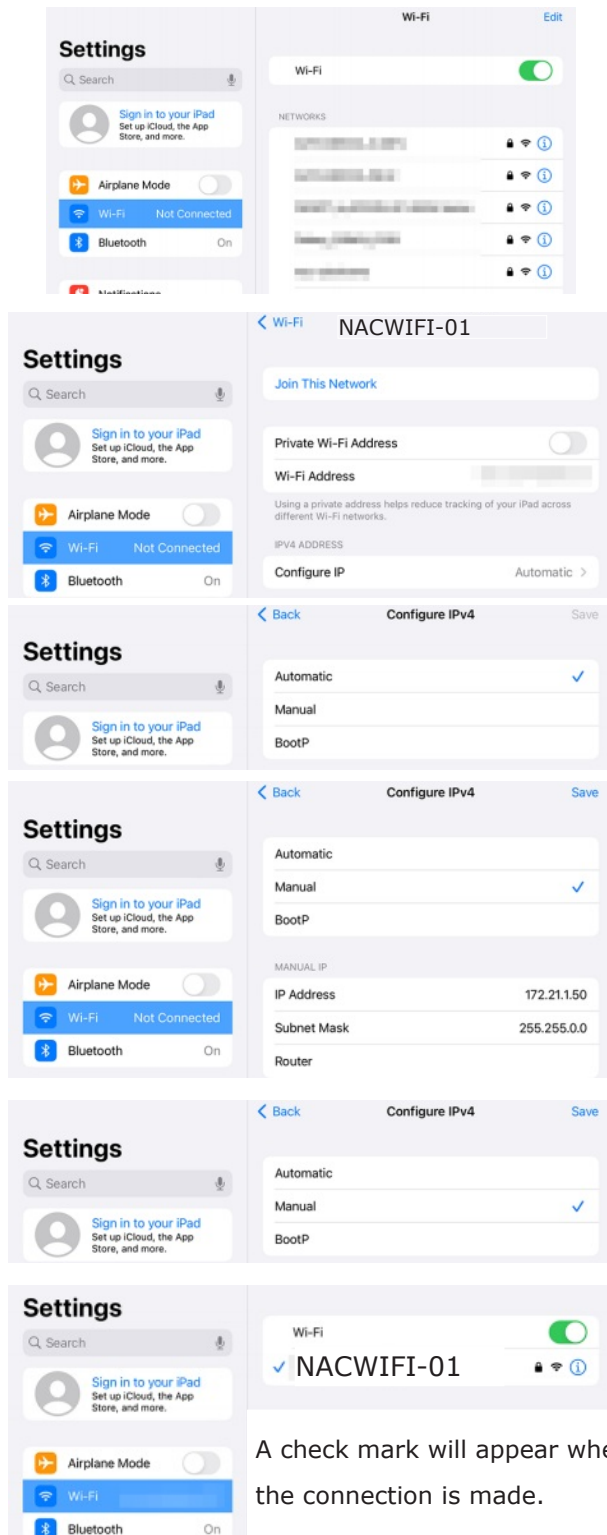 Wi-Fi
Edit
Settings
Search
Wi-Fi
Sign in to your iPad
Set up iCloud, the App
Store, and more.
NETWORKS
Airplane Mode
Wi-Fi Not Connected
Bluetooth On
Wi-Fi
NACWIFI-01
Settings
Search
Join This Network
Sign in to your iPad
Set up iCloud, the App
Store, and more.
Private Wi-Fi Address
Wi-Fi Address
Using a private address helps reduce tracking of your iPad across
different Wi-Fi networks.
Airplane Mode
Wi-Fi Not Connected
Bluetooth On
IPV4 ADDRESS
Configure IP Automatic
Back
Configure IPv4
Save
Settings
Search
Sign in to your iPad
Set up iCloud, the App
Store, and more.
Automatic
Manual
BootP
Back
Configure IPv4
Save
Settings
Search
Sign in to your iPad
Set up iCloud, the App
Store, and more.
Automatic
Manual
BootP
Airplane Mode
Wi-Fi Not Connected
Bluetooth On
MANUAL IP
IP Address 172.21.1.50
Subnet Mask 255.255.0.0
Router
Back
Configure IPv4
Save
Settings
Search
Sign in to your iPad
Set up iCloud, the App
Store, and more.
Automatic
Manual
BootP
Settings
Search
Sign in to your iPad
Set up iCloud, the App
Store, and more.
Airplane Mode
Wi-Fi
Bluetooth On
Wi-Fi
NACWIFI-01
A check mark will appear whe
the connection is made.